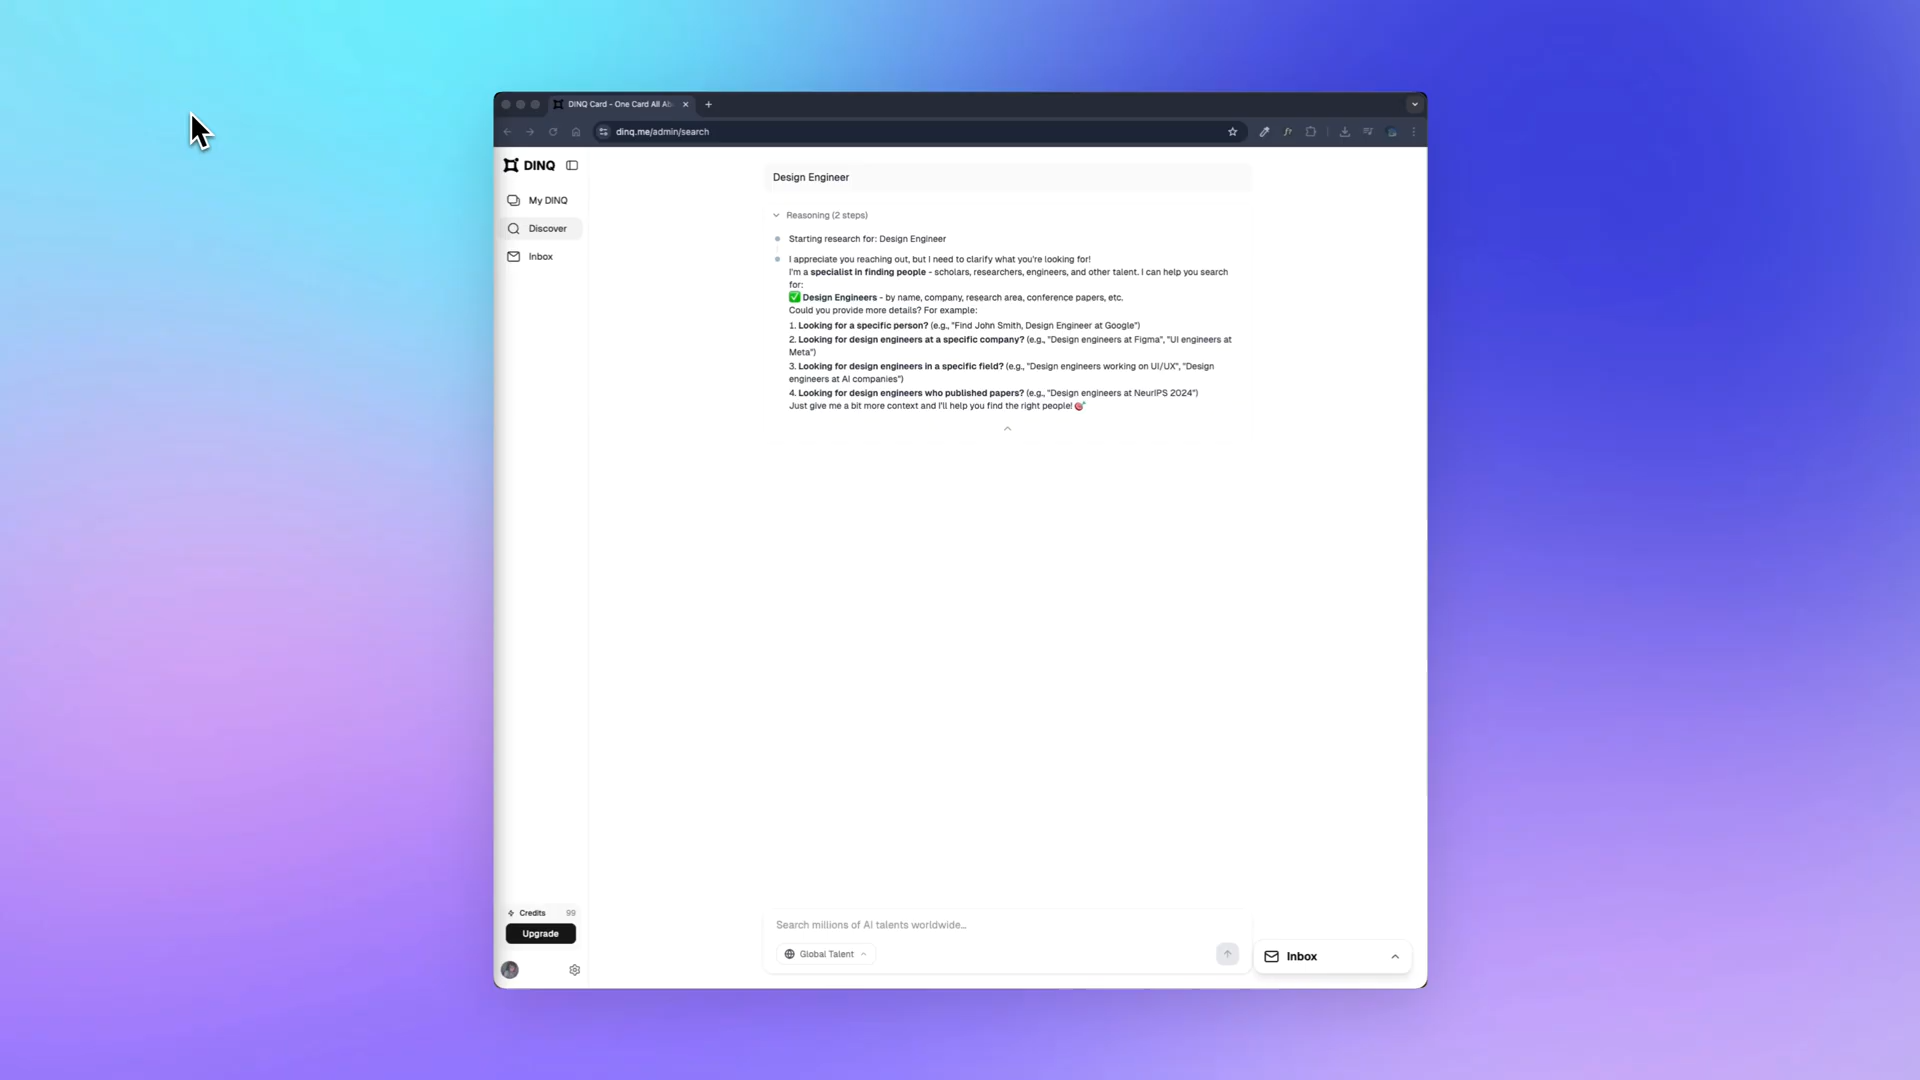 DINQ Card - One Card All Ab
dinq.me/admin/search
DINQ
My DINQ
Discover
Inbox
Design Engineer
Reasoning (2 steps)
Starting research for: Design Engineer
I appreciate you reaching out, but I need to clarify what you're looking for!
I'm a specialist in finding people - scholars, researchers, engineers, and other talent. I can help you search
for:
✅ Design Engineers - by name, company, research area, conference papers, etc.
Could you provide more details? For example:
1. Looking for a specific person? (e.g., "Find John Smith, Design Engineer at Google")
2. Looking for design engineers at a specific company? (e.g., "Design engineers at Figma", "UI engineers at
Meta")
3. Looking for design engineers in a specific field? (e.g., "Design engineers working on UI/UX", "Design
engineers at AI companies")
4. Looking for design engineers who published papers? (e.g., "Design engineers at NeurIPS 2024")
Just give me a bit more context and I'll help you find the right people! 🎯
Credits 99
Upgrade
Search millions of AI talents worldwide...
Global Talent
Inbox